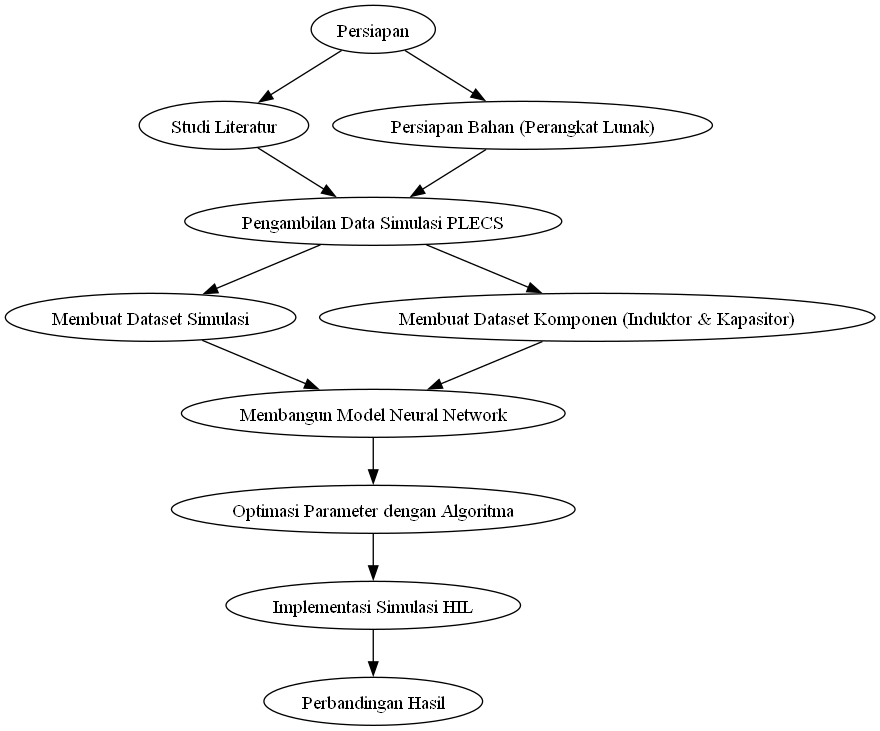 Persiapan
Studi Literatur
Persiapan Bahan (Perangkat Lunak)
Pengambilan Data Simulasi PLECS
Membuat Dataset Simulasi
Membuat Dataset Komponen (Induktor & Kapasitor)
Membangun Model Neural Network
Optimasi Parameter dengan Algoritma
Implementasi Simulasi HIL
Perbandingan Hasil